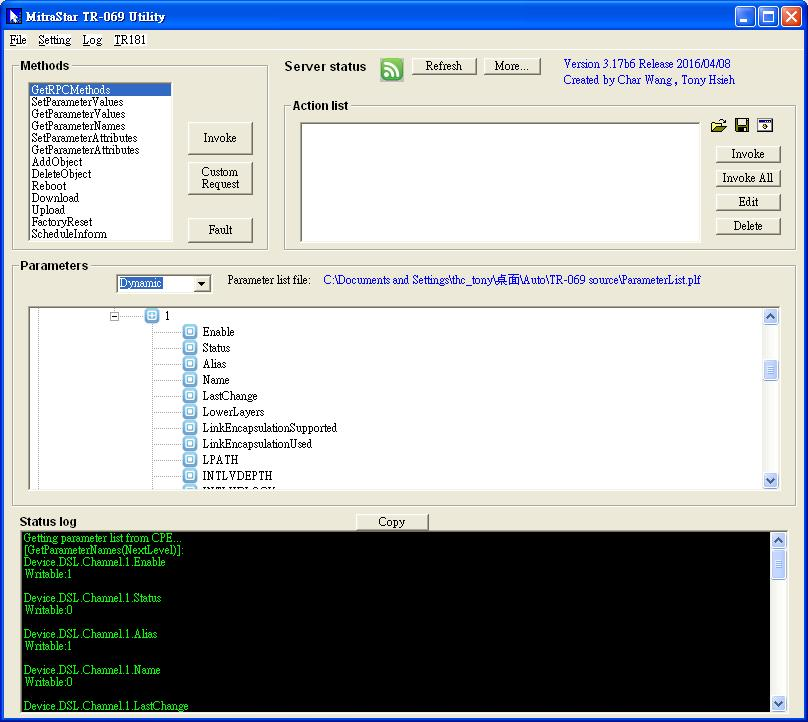 MitraStar TR-069 Utility
File Setting Log TR181
Methods
GetRPCMethods
SetParameterValues
GetParameterValues
GetParameterNames
SetParameterAttributes
GetParameterAttributes
AddObject
DeleteObject
Reboot
Download
Upload
FactoryReset
ScheduleInform
Invoke
Custom
Request
Fault
Server status
Refresh
More...
Version 3.17b6 Release 2016/04/08
Created by Char Wang , Tony Hsieh
Action list
Invoke
Invoke All
Edit
Delete
Parameters
Dynamic
Parameter list file: C:\Documents and Settings\thc_tony\桌面\Auto\TR-069 source\ParameterList.plf
1
Enable
Status
Alias
Name
LastChange
LowerLayers
LinkEncapsulationSupported
LinkEncapsulationUsed
LPATH
INTLVDEPTH
Status log
Copy
Getting parameter list from CPE...
[GetParameterNames(NextLevel)]:
Device.DSL.Channel.1.Enable
Writable:1
Device.DSL.Channel.1.Status
Writable:0
Device.DSL.Channel.1.Alias
Writable:1
Device.DSL.Channel.1.Name
Writable:0
Device.DSL.Channel.1.LastChange